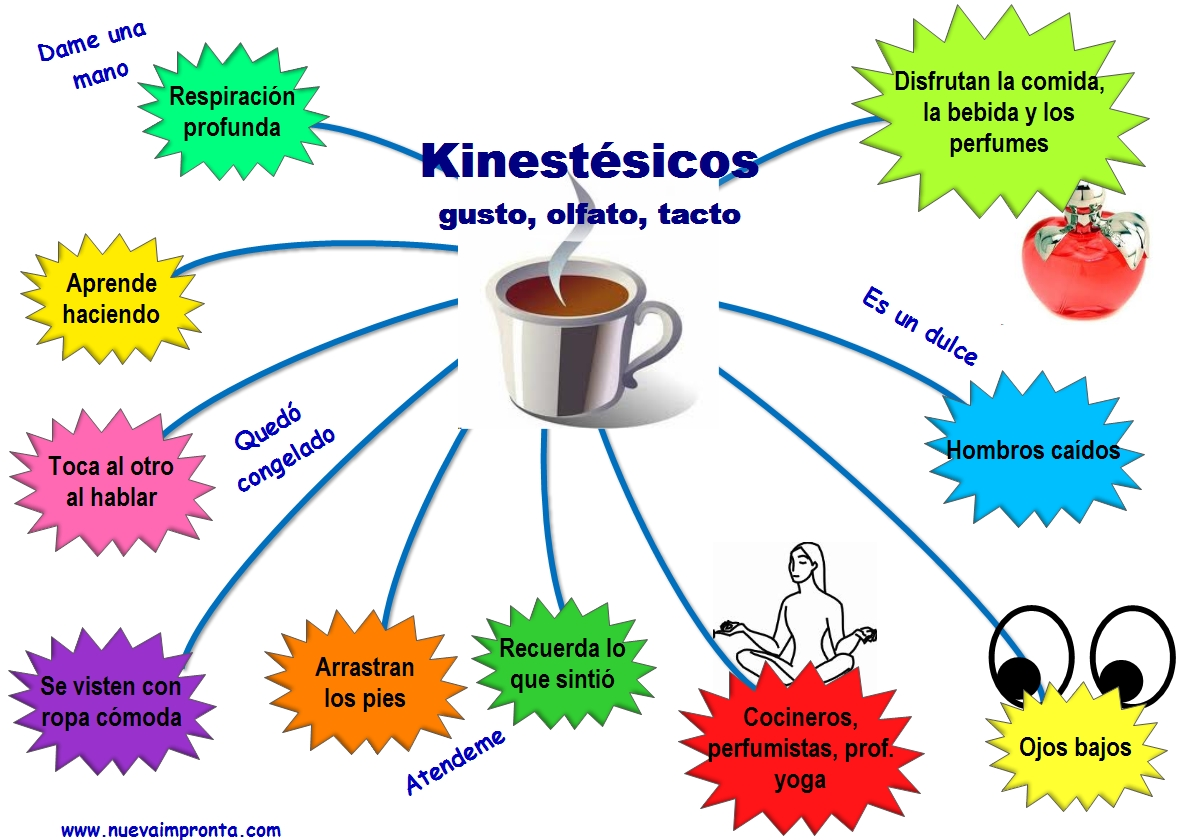 Dame una
mano
Respiración
profunda
Kinestésicos
gusto, olfato, tacto
Disfrutan la comida,
la bebida y los
perfumes
Aprende
haciendo
Es un dulce
Toca al otro
al hablar
Quedó
congelado
Hombros caídos
Se visten con
ropa cómoda
Arrastran
los pies
Recuerda lo
que sintió
Atendeme
Cocineros,
perfumistas, prof.
yoga
Ojos bajos
www.nuevaimpronta.com